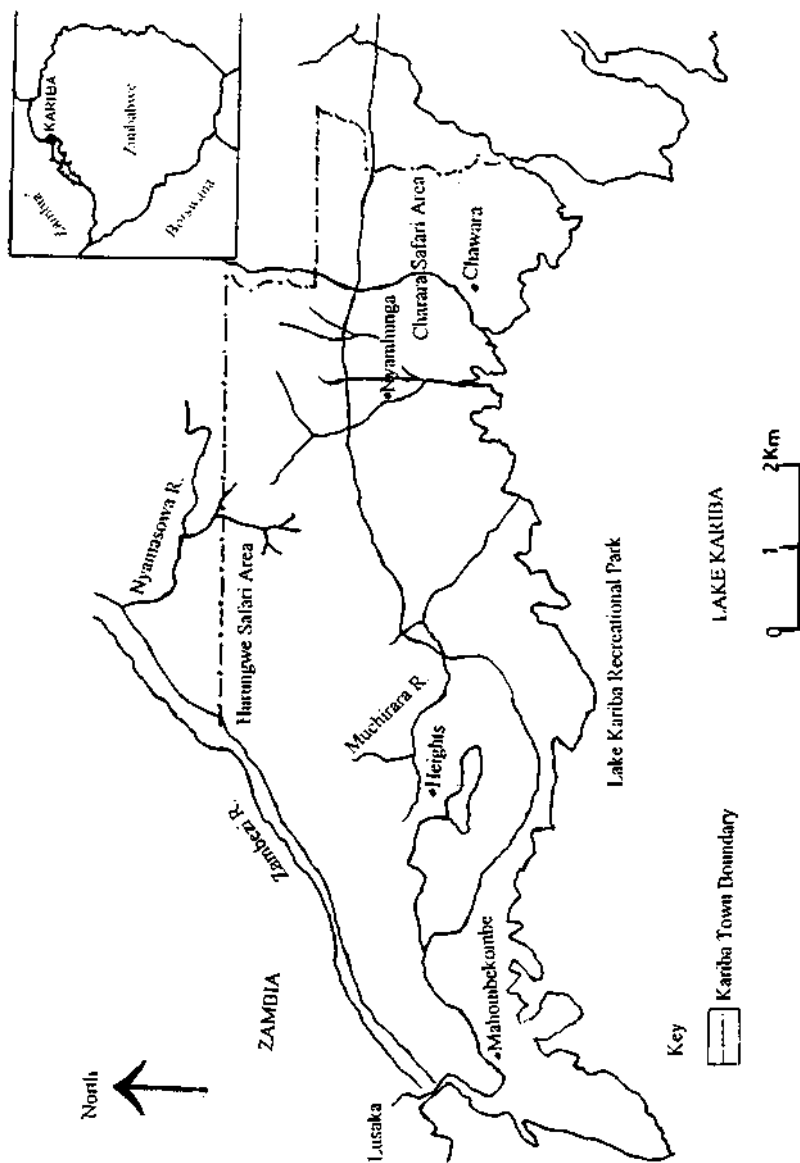 North
ZAMBIA
Lusaka
Zambezi R.
Nyamasowa R.
Hurungwe Safari Area
Muchirara R.
Heights
Mahombekombe
Nyamhunga
Charara Safari Area
Chawara
Lake Kariba Recreational Park
LAKE KARIBA
0 1 2Km
Key
Kariba Town Boundary
KARIBA
Zambia
Zimbabwe
Botswana